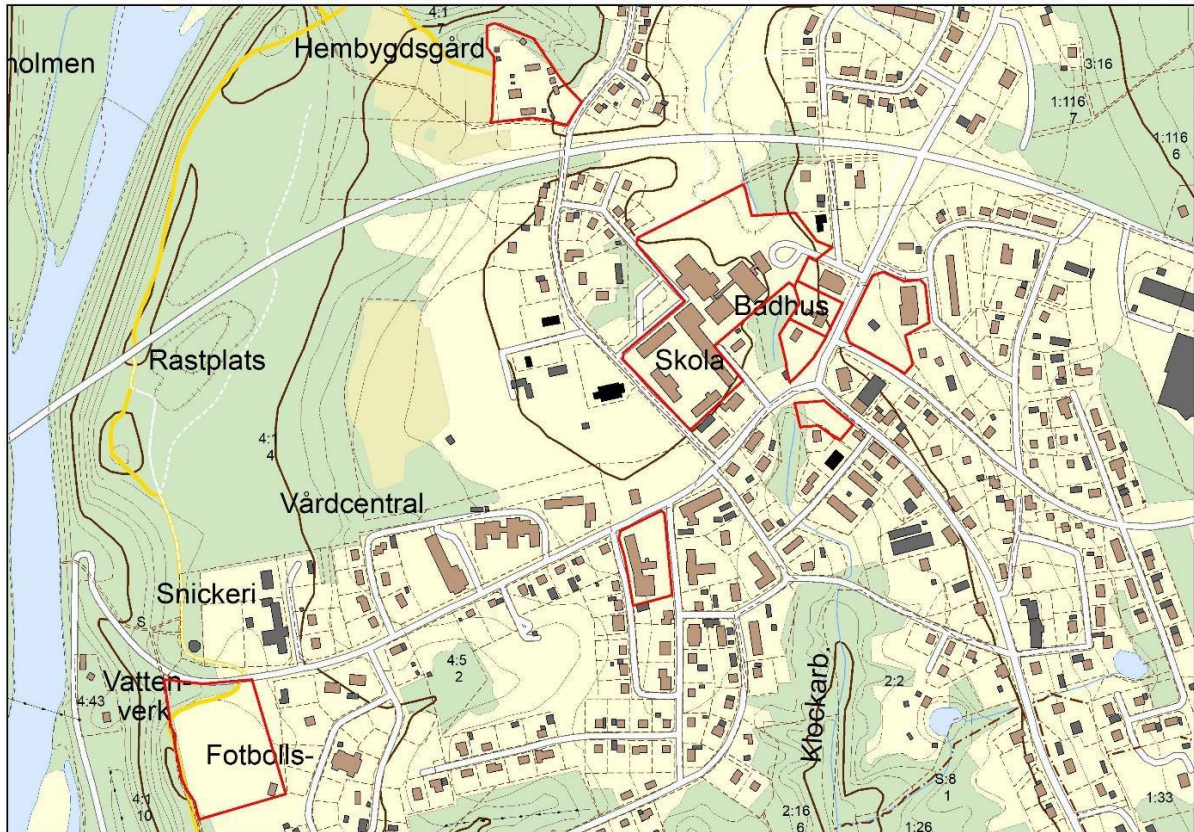 4:1
Hembygdsgård
holmen
3:16
1:116
7
1:116
6
Badhus
Rastplats
Skola
4:1
4
Vårdcentral
Snickeri
S
4:5
2
Vatten-
verk
4:43
2:2
Klockarb.
Fotbolls-
S:8
1
4:1
10
2:16
6
1:26
1:33